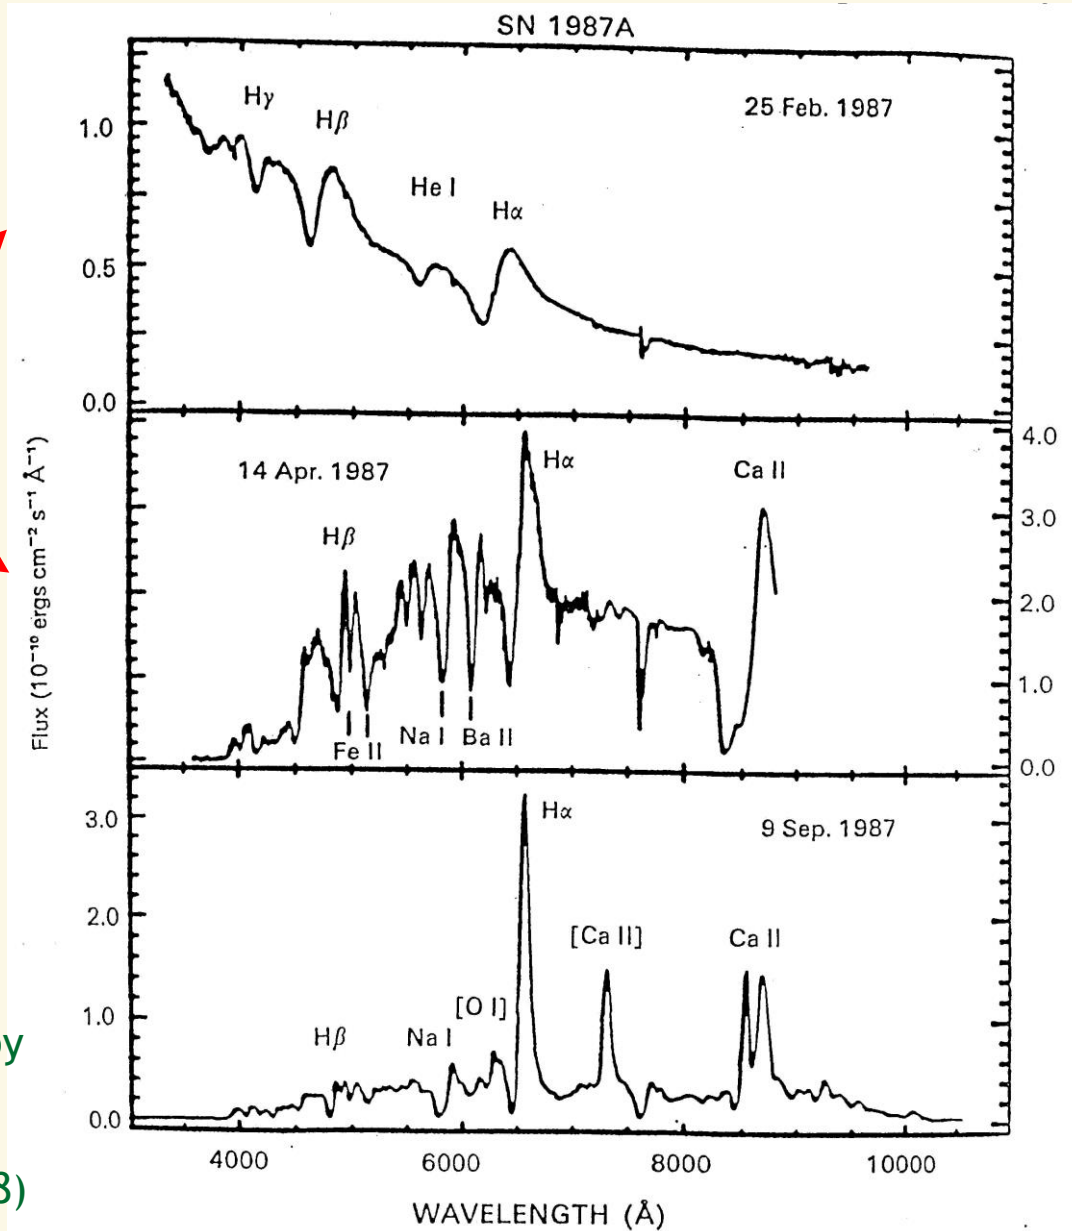 SN 1987A
25 Feb. 1987
Hγ
Hβ
He I
Hα
1.0
0.5
0.0
14 Apr. 1987
Hβ
Hα
Ca II
Fe II
Na I
Ba II
4.0
3.0
2.0
1.0
0.0
9 Sep. 1987
Hα
[Ca II]
Ca II
[O I]
Hβ
Na I
3.0
2.0
1.0
0.0
Flux (10⁻¹⁰ ergs cm⁻² s⁻¹ Å⁻¹)
4000 6000 8000 10000
WAVELENGTH (Å)
8)